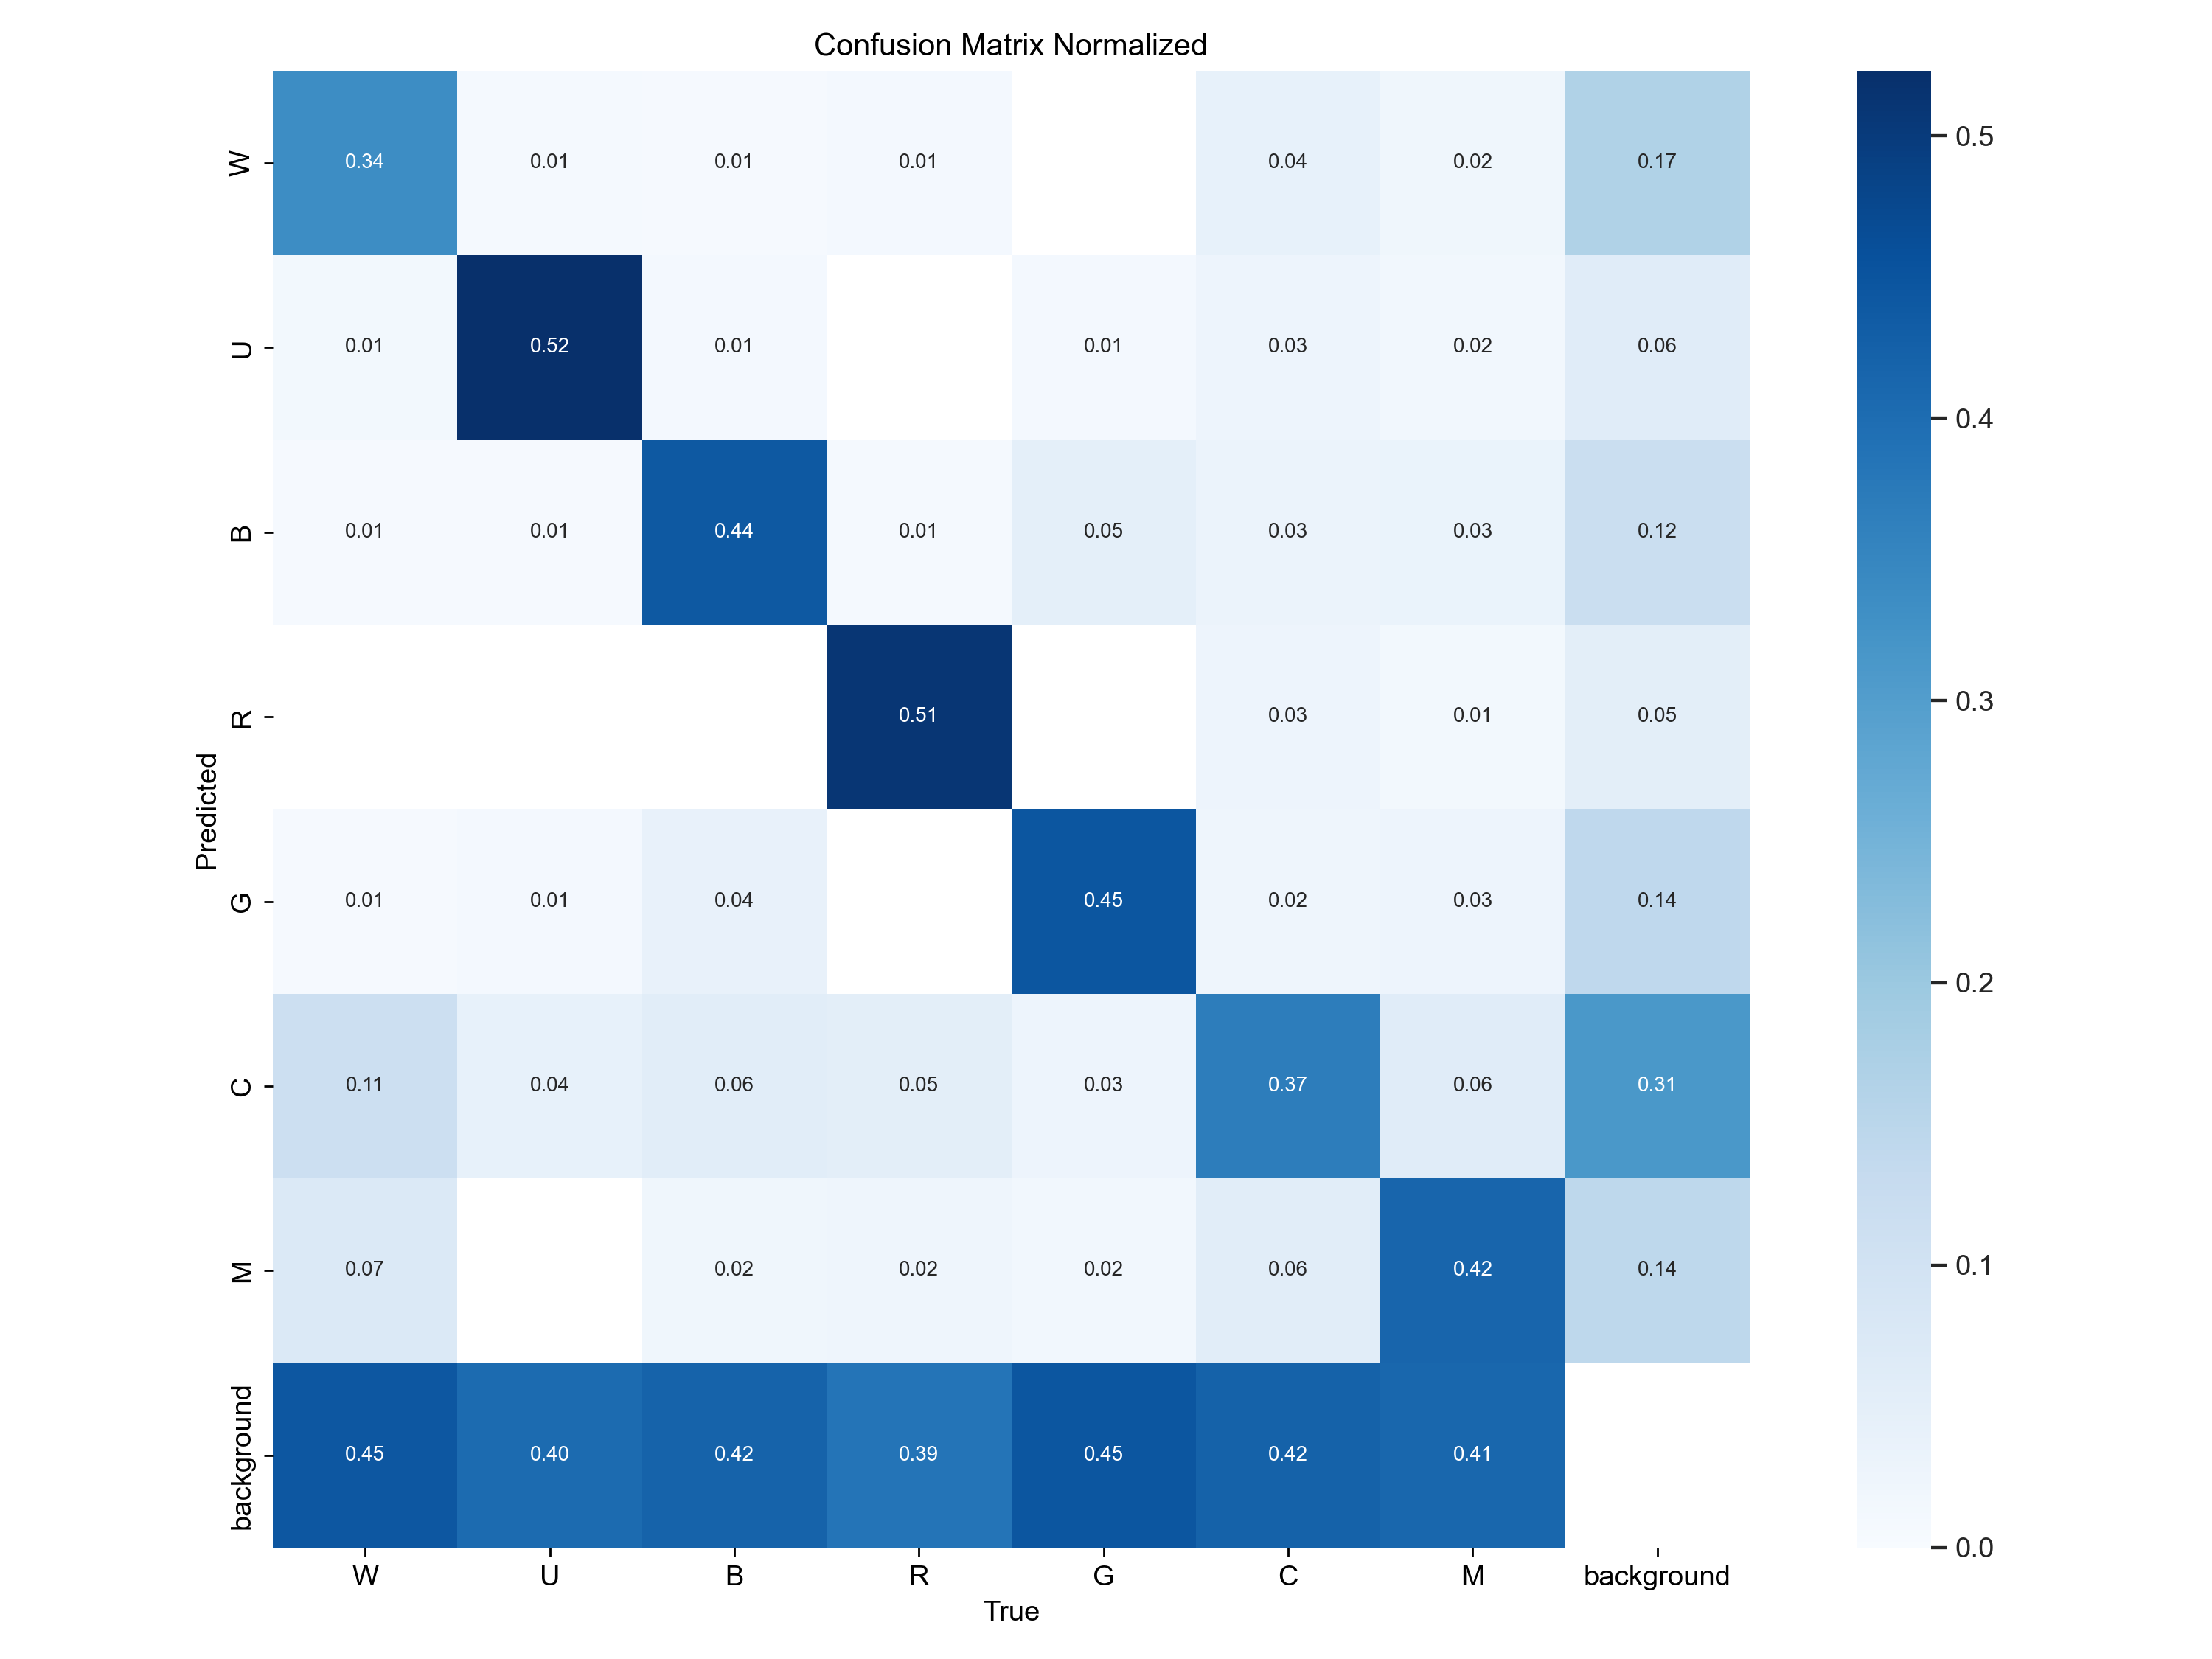 Confusion Matrix Normalized
W 0.34 0.01 0.01 0.01 0.04 0.02 0.17
U 0.01 0.52 0.01 0.01 0.03 0.02 0.06
B 0.01 0.01 0.44 0.01 0.05 0.03 0.03 0.12
R 0.51 0.03 0.01 0.05
G 0.01 0.01 0.04 0.45 0.02 0.03 0.14
C 0.11 0.04 0.06 0.05 0.03 0.37 0.06 0.31
M 0.07 0.02 0.02 0.02 0.06 0.42 0.14
background 0.45 0.40 0.42 0.39 0.45 0.42 0.41
W U B R G C M background
True
Predicted
0.5
0.4
0.3
0.2
0.1
0.0